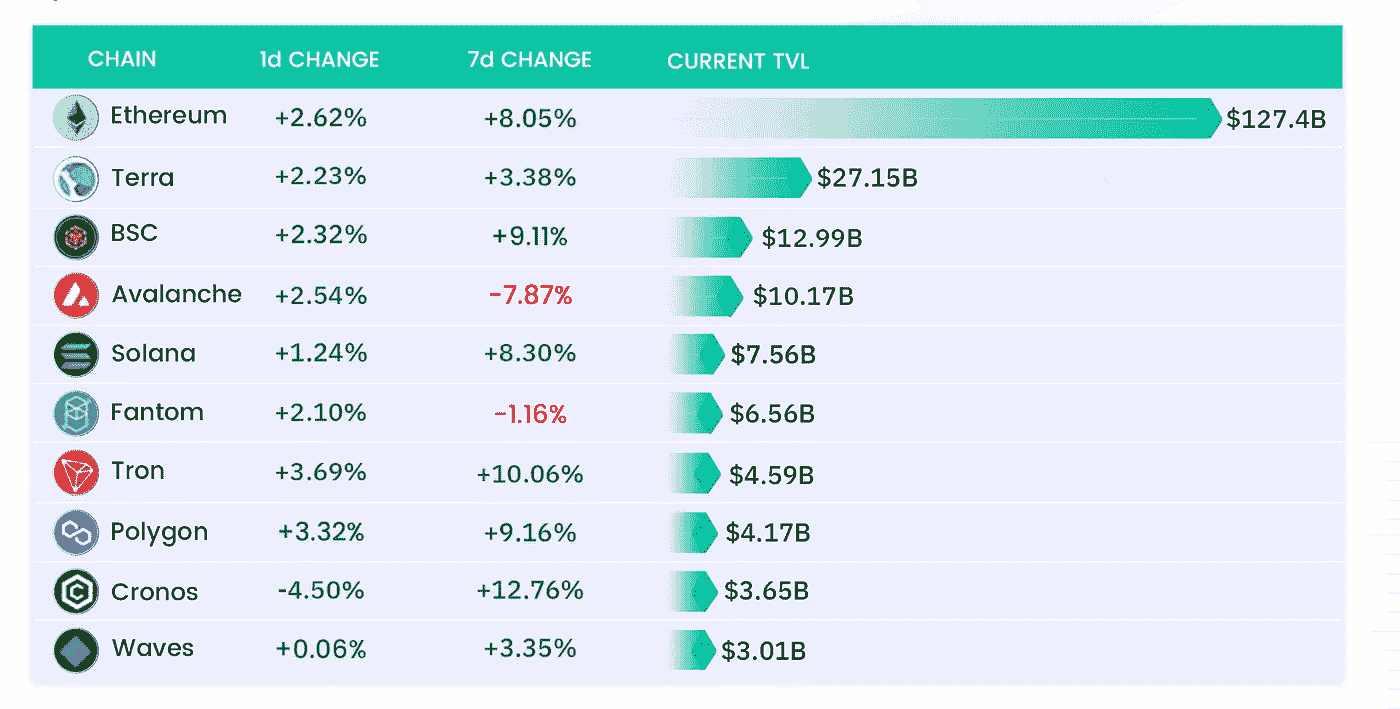 CHAIN 1d CHANGE 7d CHANGE CURRENT TVL
Ethereum +2.62% +8.05% $127.4B
Terra +2.23% +3.38% $27.15B
BSC +2.32% +9.11% $12.99B
Avalanche +2.54% -7.87% $10.17B
Solana +1.24% +8.30% $7.56B
Fantom +2.10% -1.16% $6.56B
Tron +3.69% +10.06% $4.59B
Polygon +3.32% +9.16% $4.17B
Cronos -4.50% +12.76% $3.65B
Waves +0.06% +3.35% $3.01B